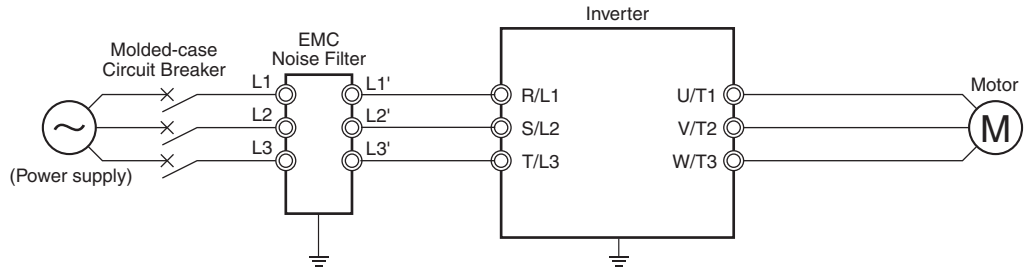 Inverter
EMC
Noise Filter
Molded-case
Circuit Breaker
Motor
L1
L1'
R/L1
U/T1
L2
L2'
S/L2
V/T2
M
L3
L3'
T/L3
W/T3
(Power supply)